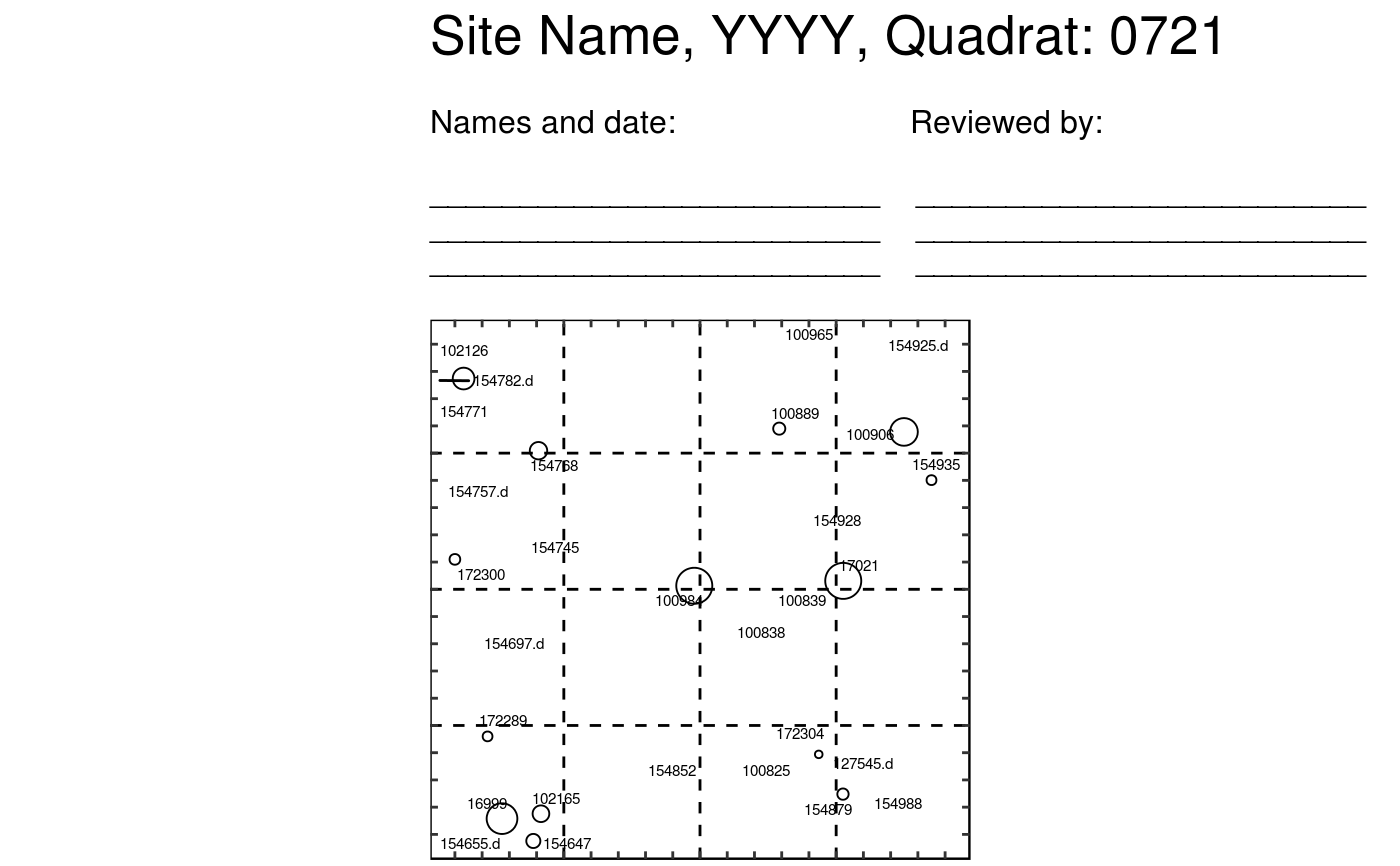 Site Name, YYYY, Quadrat: 0721
Names and date:
Reviewed by:
100965
154925.d
102126
154782.d
154771
100889
100906
154768
154935
154757.d
154928
154745
17021
172300
100984
100839
100838
154697.d
172289
172304
127545.d
154852
100825
16999
102165
154879
154988
154655.d
154647